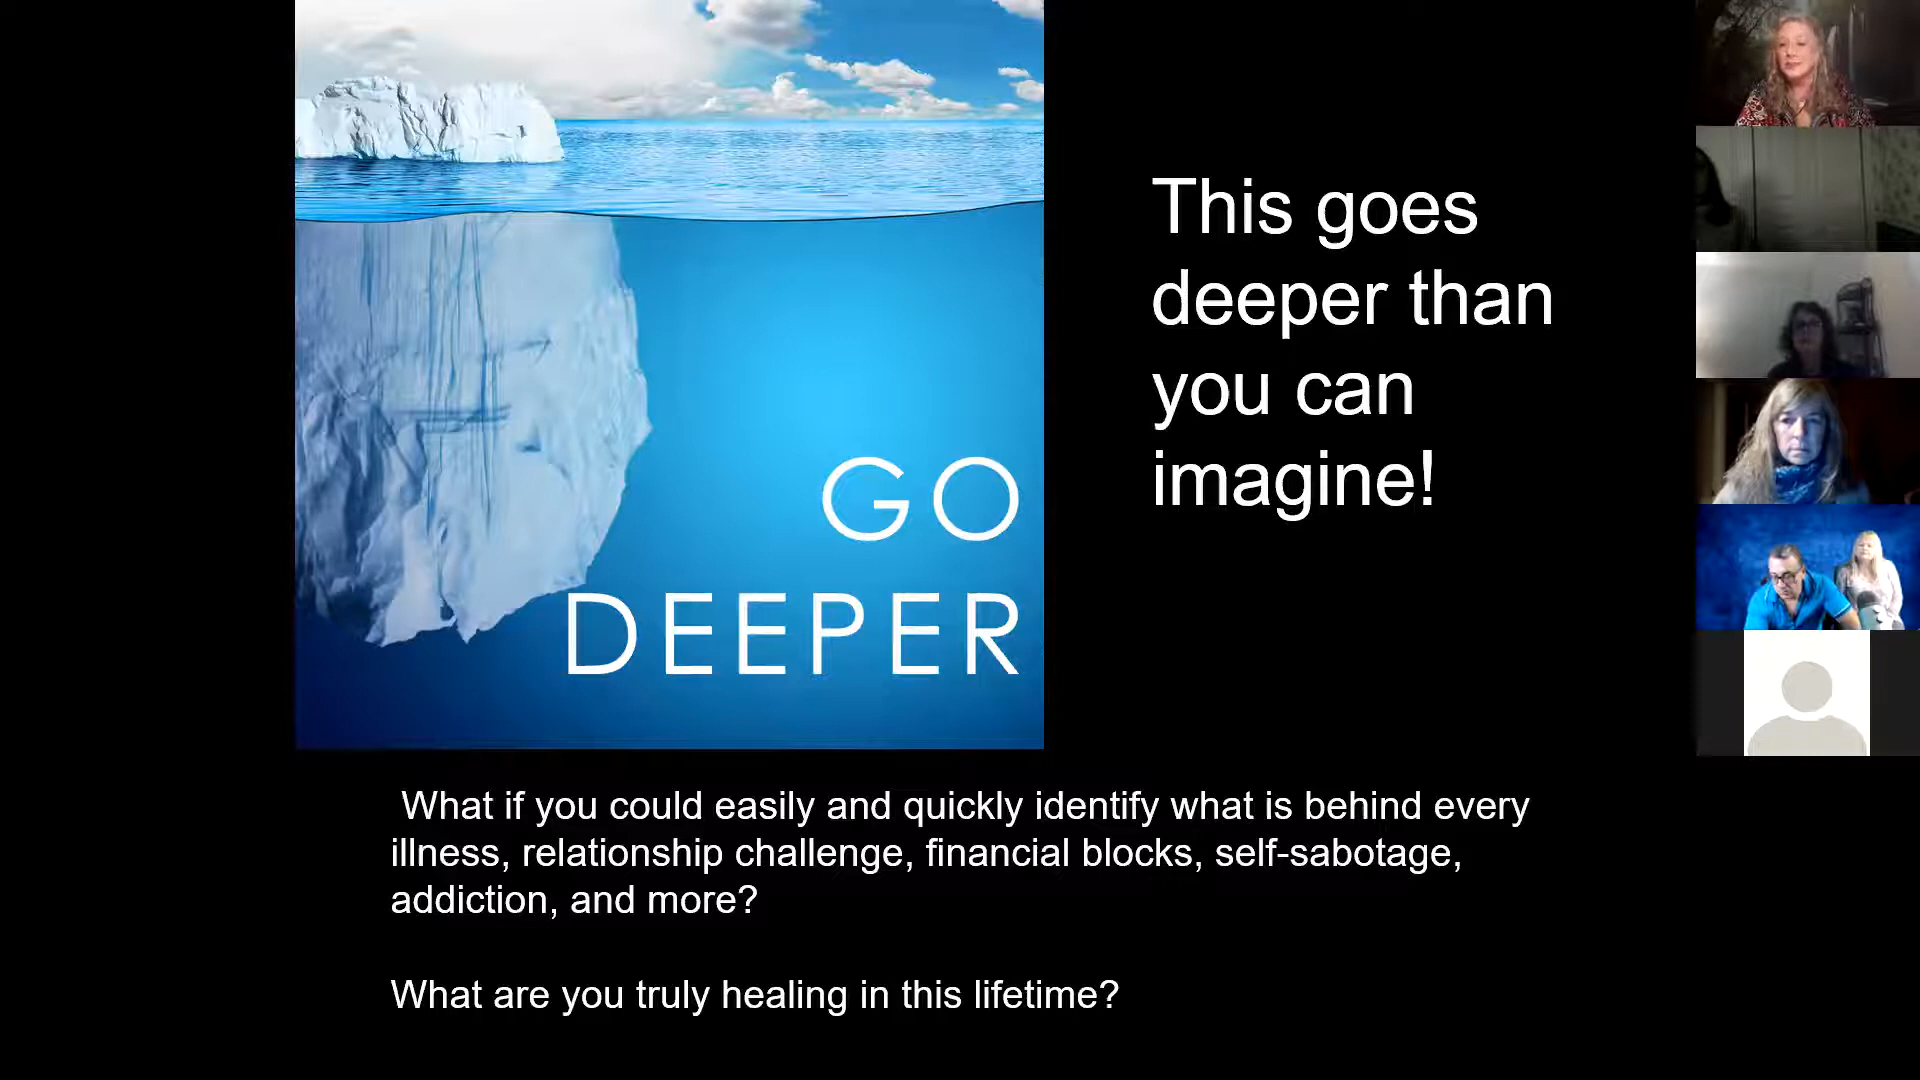 GO
DEEPER
This goes
deeper than
you can
imagine!
What if you could easily and quickly identify what is behind every
illness, relationship challenge, financial blocks, self-sabotage,
addiction, and more?
What are you truly healing in this lifetime?